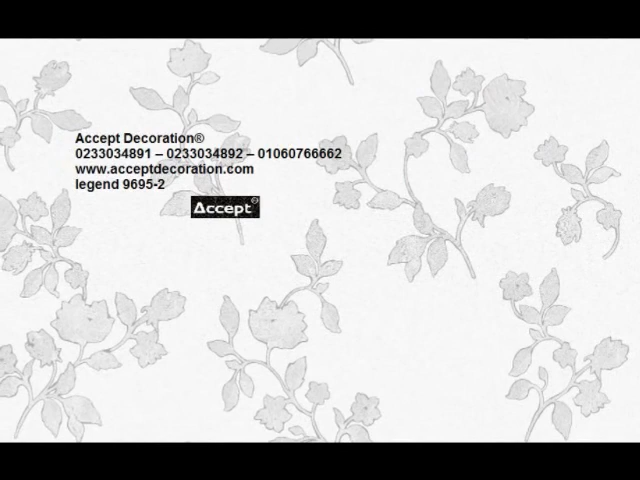 Accept Decoration®
0233034891 – 0233034892 – 01060766662
www.acceptdecoration.com
legend 9695-2
Accept®